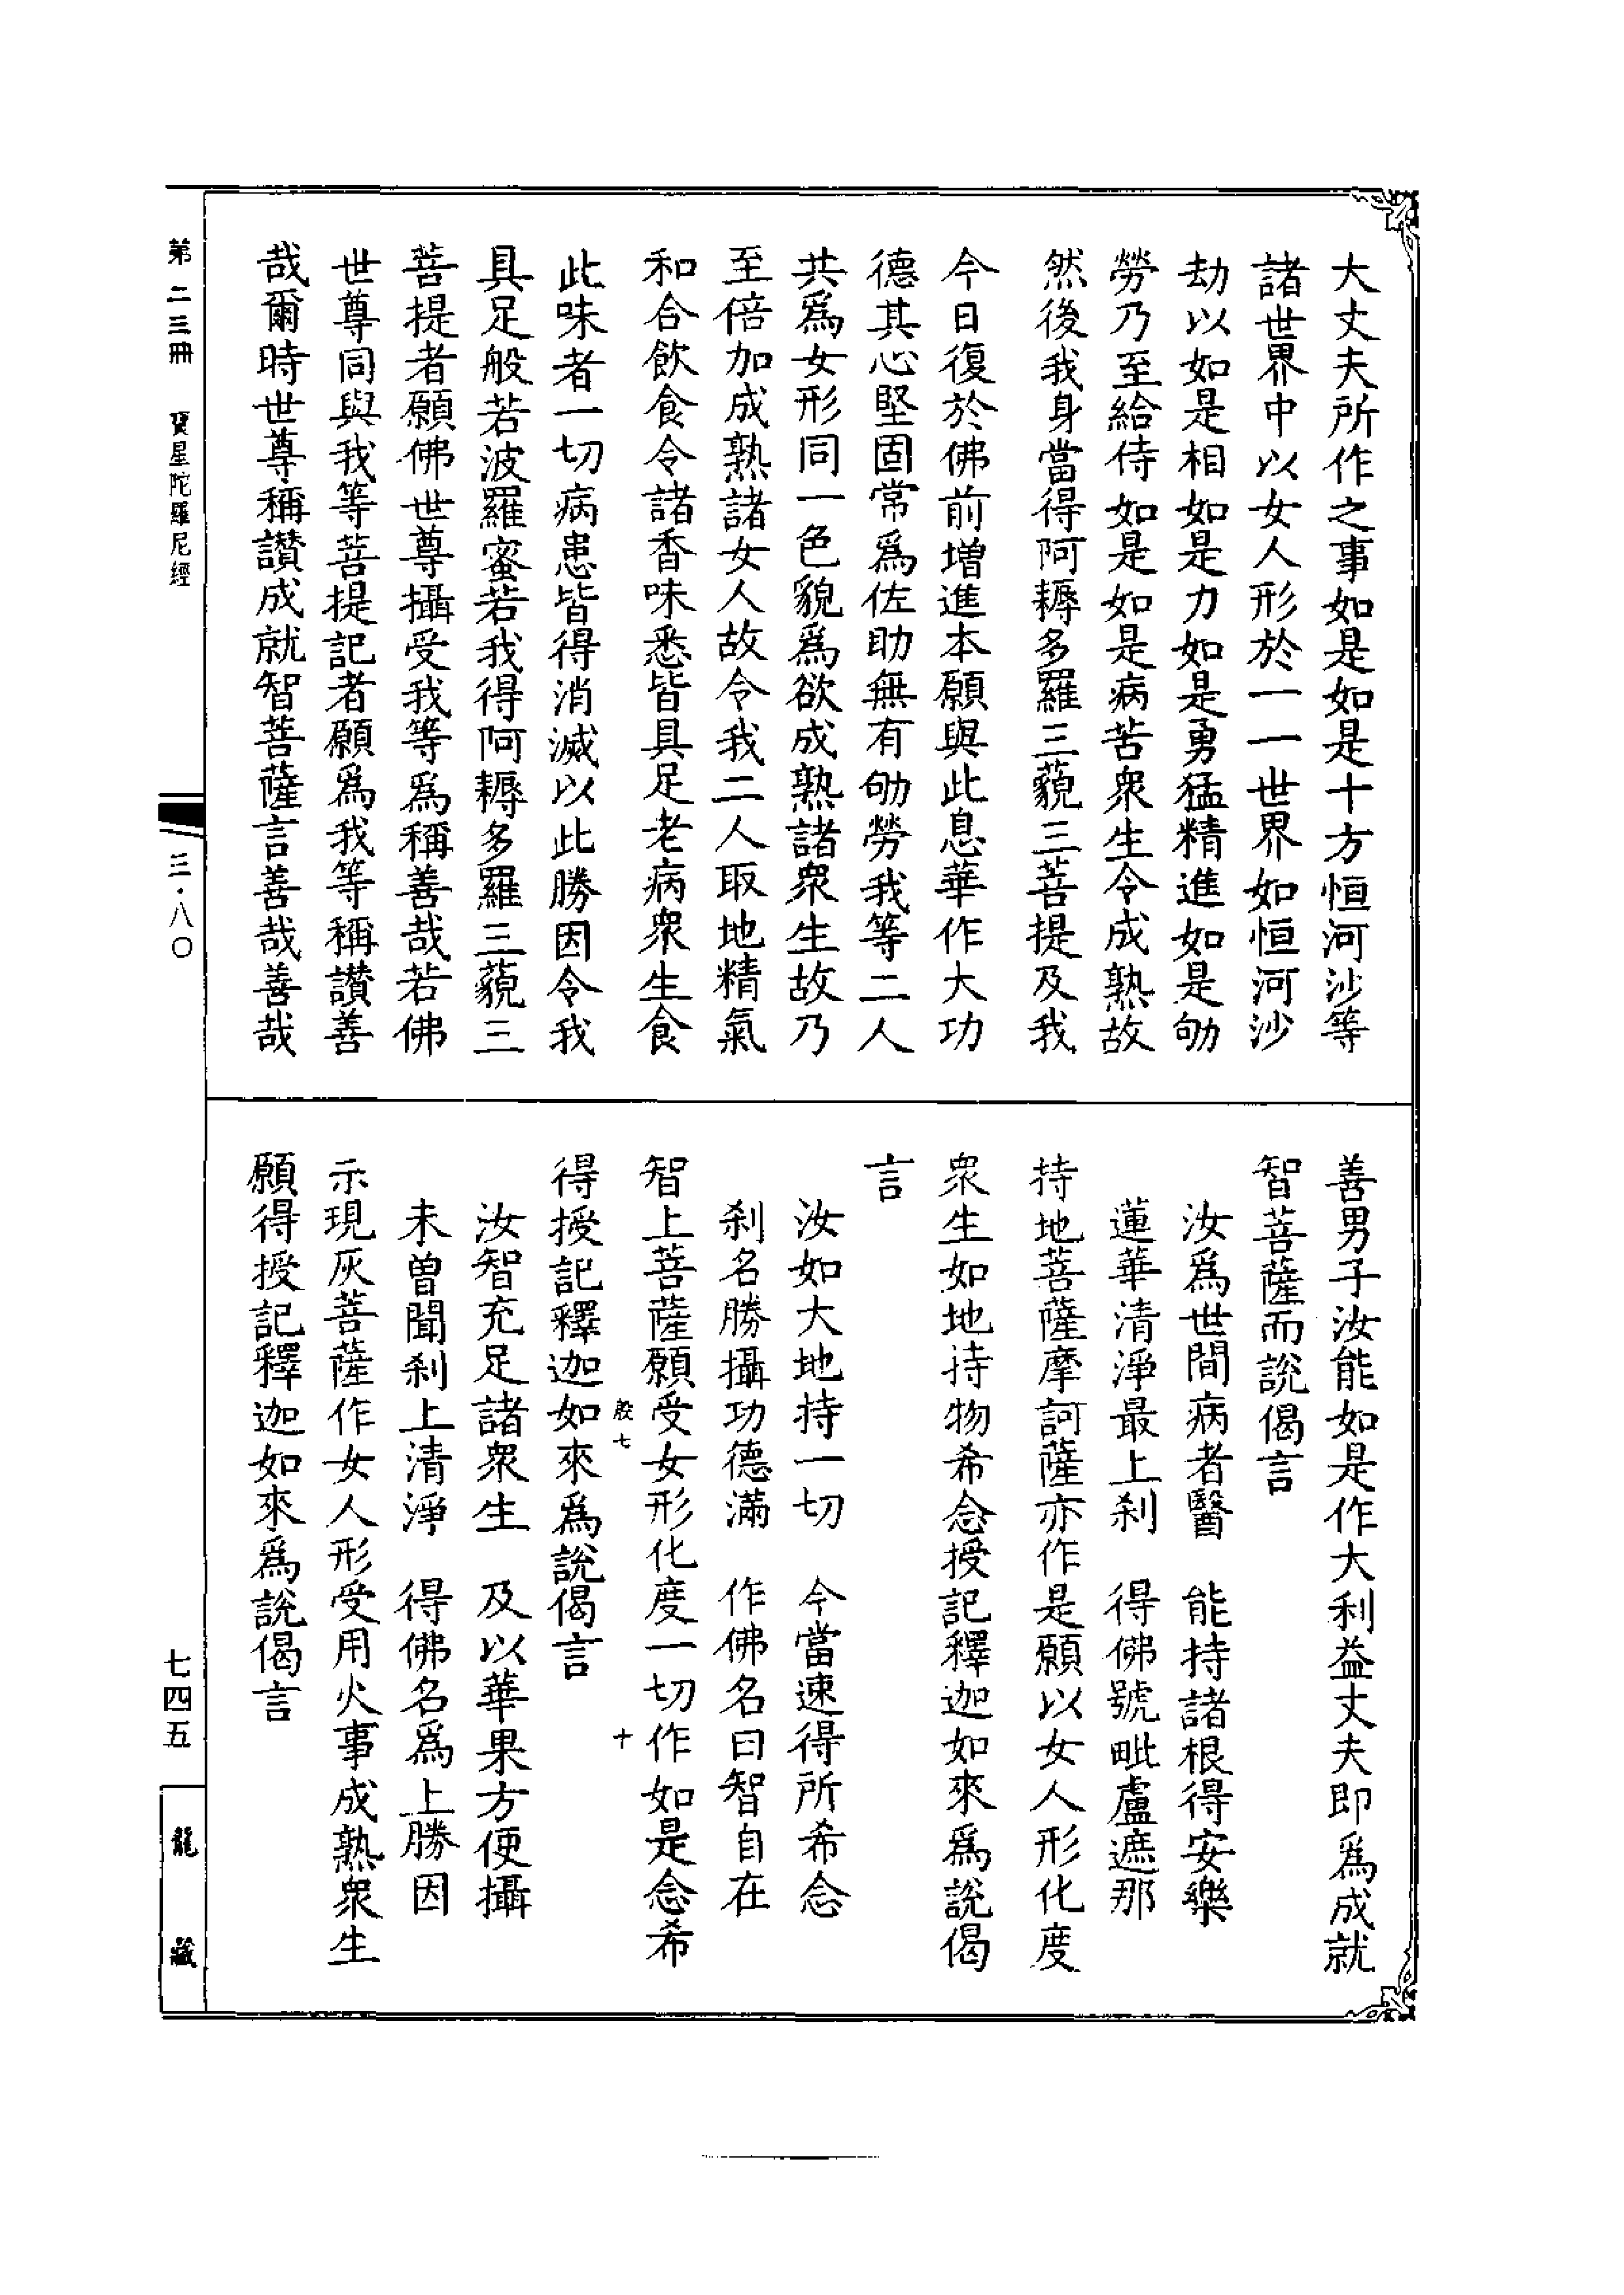 大丈夫所作之事如是如是十方恒河沙等
諸世界中以女人形於一一世界如恒河沙
劫以如是相如是力如是勇猛精進如是劬
勞乃至給侍如是如是病苦衆生令成熟故
然後我身當得阿耨多羅三藐三菩提及我
今日復於佛前增進本願與此息華作大功
德其心堅固常爲佐助無有劬勞我等二人
共爲女形同一色貌爲欲成熟諸衆生故乃
至倍加成熟諸女人故令我二人取地精氣
和合飲食令諸香味悉皆具足老病衆生食
此味者一切病患皆得消滅以此勝因令我
具足般若波羅蜜若我得阿耨多羅三藐三
菩提者願佛世尊攝受我等爲稱善哉若佛
世尊同與我等菩提記者願爲我等稱讚善
哉爾時世尊稱讚成就智菩薩言善哉善哉
善男子汝能如是作大利益丈夫即爲成就
智菩薩而說偈言
汝爲世間病者醫　能持諸根得安樂
蓮華清淨最上刹　得佛號毗盧遮那
持地菩薩摩訶薩亦作是願以女人形化度
衆生如地持物希念授記釋迦如來爲說偈
言
汝如大地持一切　今當速得所希念
刹名勝攝功德滿　作佛名曰智自在
智上菩薩願受女形化度一切作如是念希
殷七　十
得授記釋迦如來爲說偈言
汝智充足諸衆生　及以華果方便攝
未曾聞刹上清淨　得佛名爲上勝因
示現灰菩薩作女人形受用火事成熟衆生
願得授記釋迦如來爲說偈言
第二三冊　寶星陀羅尼經
三·八〇
七四五
龍藏